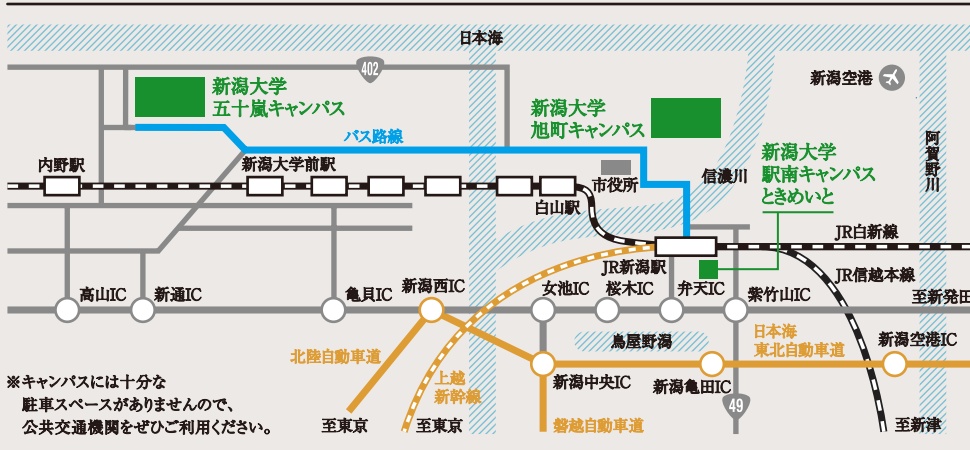 日本海
402
新潟空港
新潟大学
五十嵐キャンパス
新潟大学
旭町キャンパス
バス路線
阿賀野川
新潟大学
駅南キャンパス
ときめいと
内野駅
新潟大学前駅
市役所
信濃川
白山駅
JR白新線
JR新潟駅
JR信越本線
高山IC
新通IC
亀貝IC
新潟西IC
女池IC
桜木IC
弁天IC
紫竹山IC
至新発田
鳥屋野潟
日本海
東北自動車道
新潟空港IC
北陸自動車道
上越
新幹線
新潟中央IC
新潟亀田IC
49
※キャンパスには十分な
駐車スペースがありませんので、
公共交通機関をぜひご利用ください。
至東京
至東京
磐越自動車道
至新津